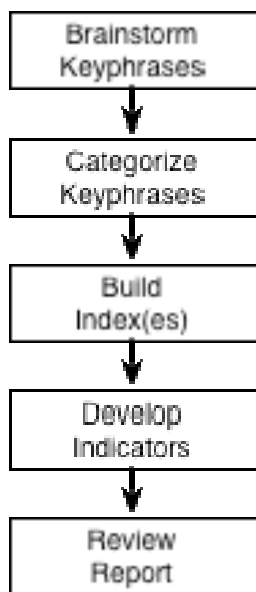 Brainstorm
Keyphrases
Categorize
Keyphrases
Build
Index(es)
Develop
Indicators
Review
Report